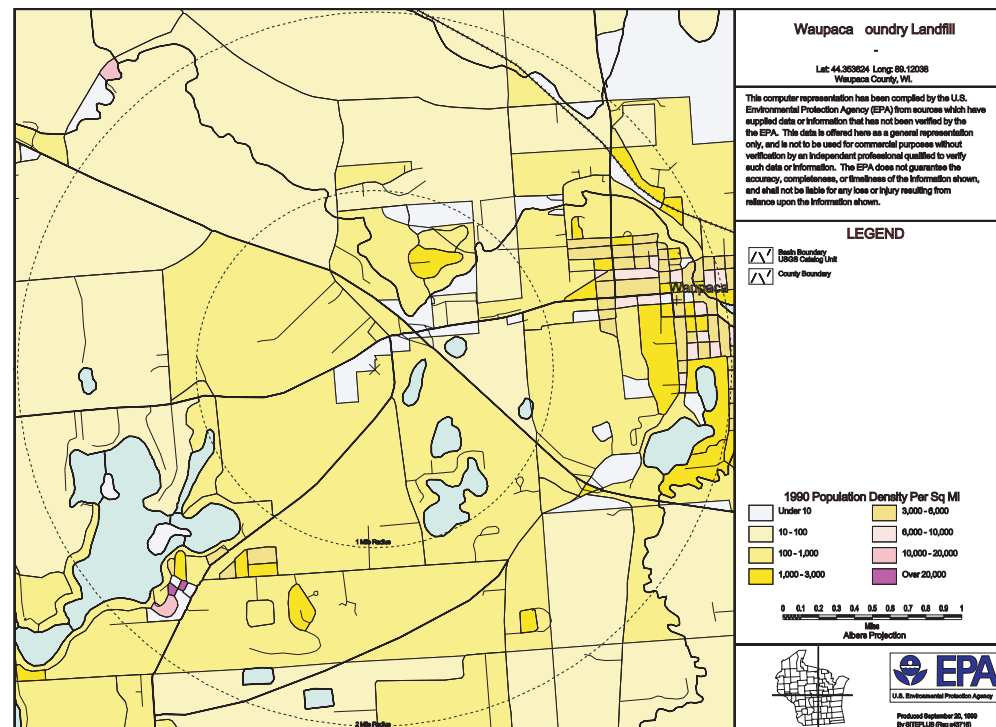 Waupaca oundry Landfill
-
Lat: 44.353624 Long: 89.12036
Waupaca County, WI.
This computer representation has been compiled by the U.S.
Environmental Protection Agency (EPA) from sources which have
supplied data or information that has not been verified by the
the EPA. This data is offered here as a general representation
only, and is not to be used for commercial purposes without
verification by an independent professional qualified to verify
such data or information. The EPA does not guarantee the
accuracy, completeness, or timeliness of the information shown,
and shall not be liable for any loss or injury resulting from
reliance upon the information shown.
LEGEND
Basin Boundary
USGS Catalog Unit
County Boundary
Waupaca
1 Mile Radius
2 Mile Radius
1990 Population Density Per Sq Mi
Under 10
10 - 100
100 - 1,000
1,000 - 3,000
3,000 - 6,000
6,000 - 10,000
10,000 - 20,000
Over 20,000
0 0.1 0.2 0.3 0.4 0.5 0.6 0.7 0.8 0.9 1
Miles
Albers Projection
EPA
U.S. Environmental Protection Agency
Produced September 20, 1999
By SITEPLUS